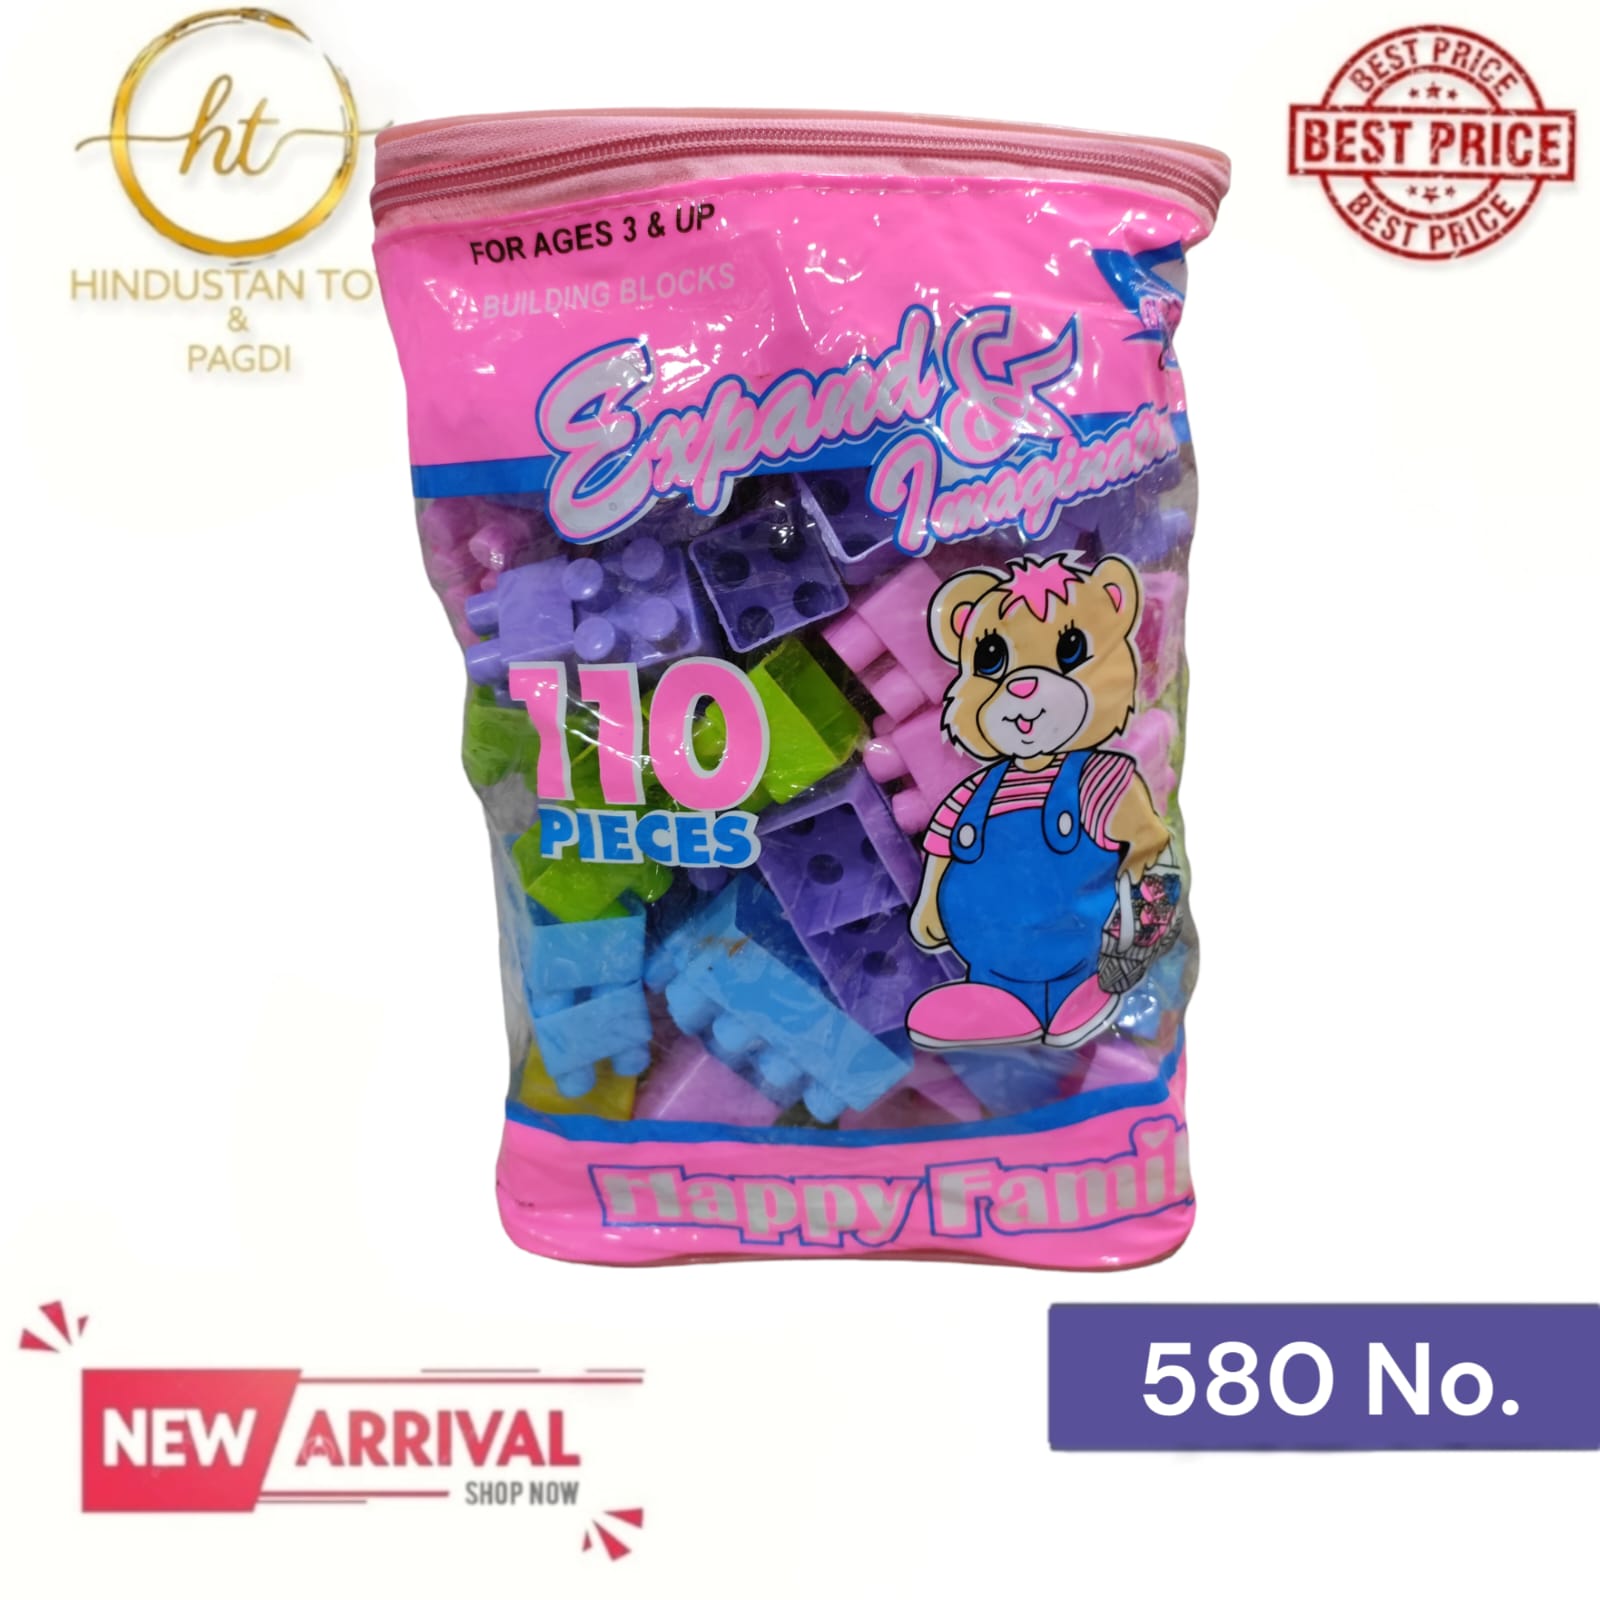 ht
HINDUSTAN TO
&
PAGDI
BEST PRICE
BEST PRICE
BEST PRICE
FOR AGES 3 & UP
BUILDING BLOCKS
Expand &
Imaginat
110
PIECES
Happy Fami
NEW ARRIVAL
SHOP NOW
580 No.